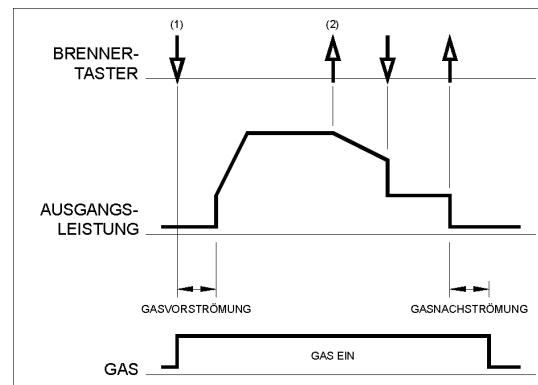 (1)
(2)
BRENNER-
TASTER
AUSGANGS-
LEISTUNG
GASVORSTRÖMUNG
GASNACHSTRÖMUNG
GAS EIN
GAS